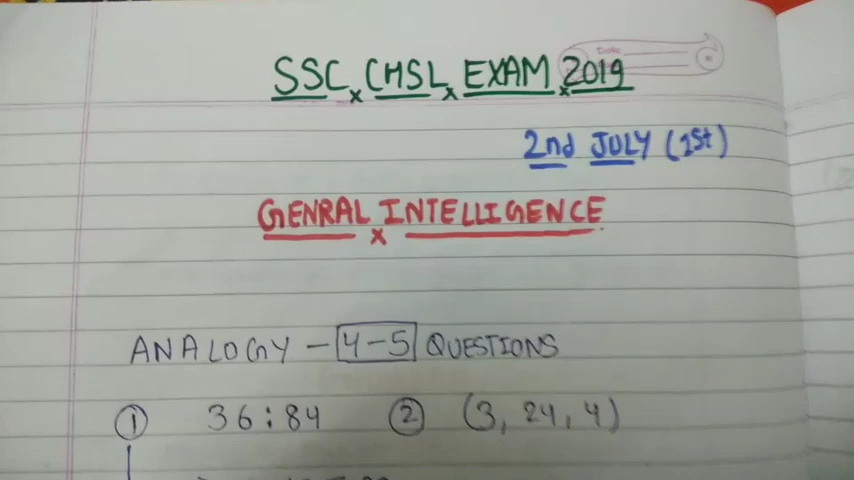 SSC x CHSL x EXAM x 2019
Date
2nd JULY (1st)
GENRAL x INTELLIGENCE
ANALOGY - 4-5 QUESTIONS
① 36:84 ② (3, 24, 4)